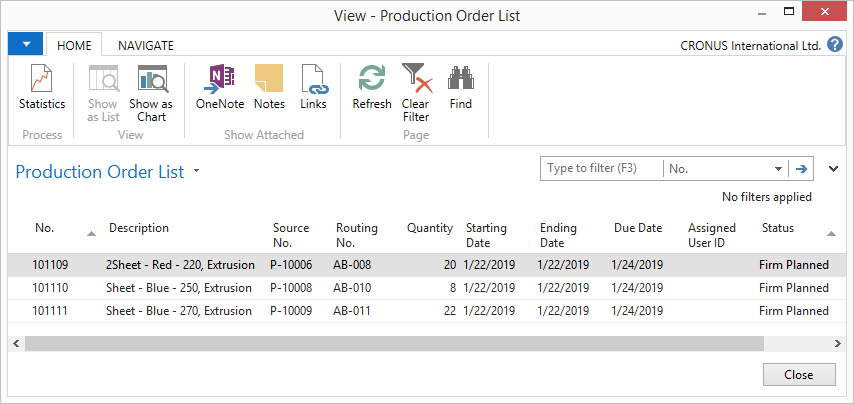 View - Production Order List
HOME NAVIGATE CRONUS International Ltd. ?
Statistics Show as List Show as Chart OneNote Notes Links Refresh Clear Filter Find
Process View Show Attached Page
Production Order List Type to filter (F3) No.
No filters applied
No. Description Source No. Routing No. Quantity Starting Date Ending Date Due Date Assigned User ID Status
101109 2Sheet - Red - 220, Extrusion P-10006 AB-008 20 1/22/2019 1/22/2019 1/24/2019 Firm Planned
101110 Sheet - Blue - 250, Extrusion P-10008 AB-010 8 1/22/2019 1/22/2019 1/24/2019 Firm Planned
101111 Sheet - Blue - 270, Extrusion P-10009 AB-011 22 1/22/2019 1/22/2019 1/24/2019 Firm Planned
Close